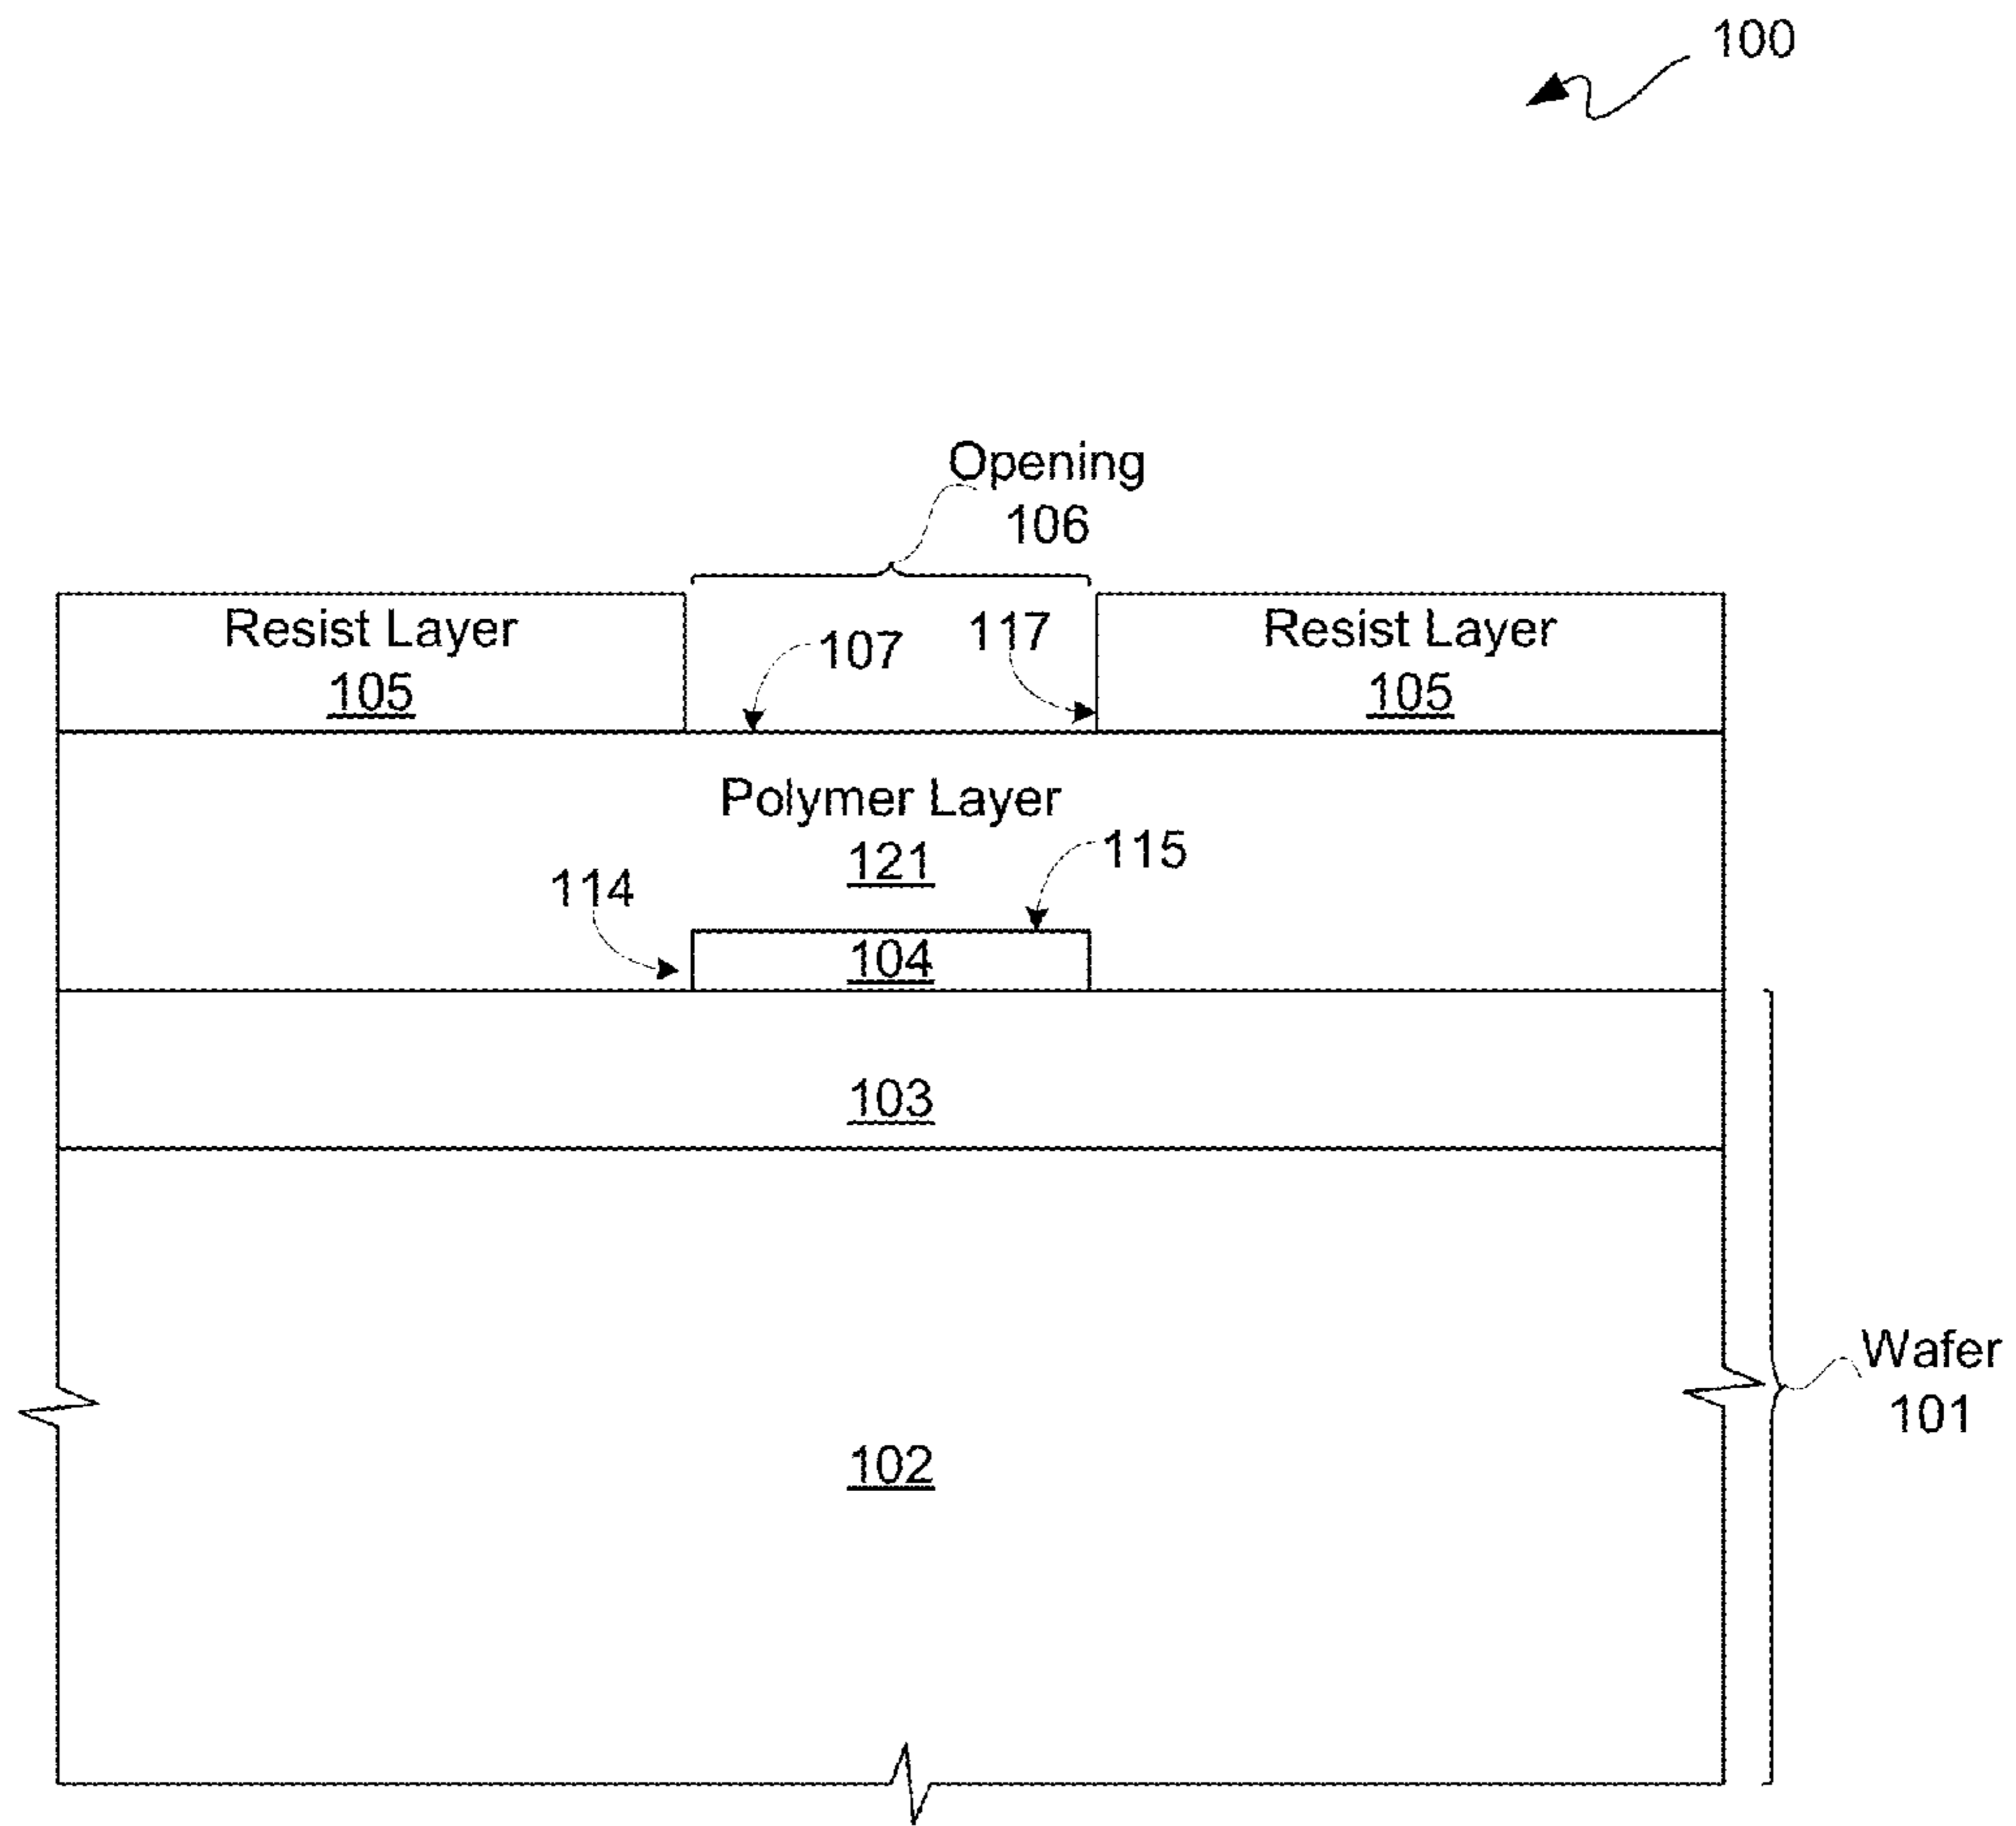 100
Opening
106
Resist Layer
105
107
117
Resist Layer
105
Polymer Layer
121
115
114
104
103
Wafer
101
102